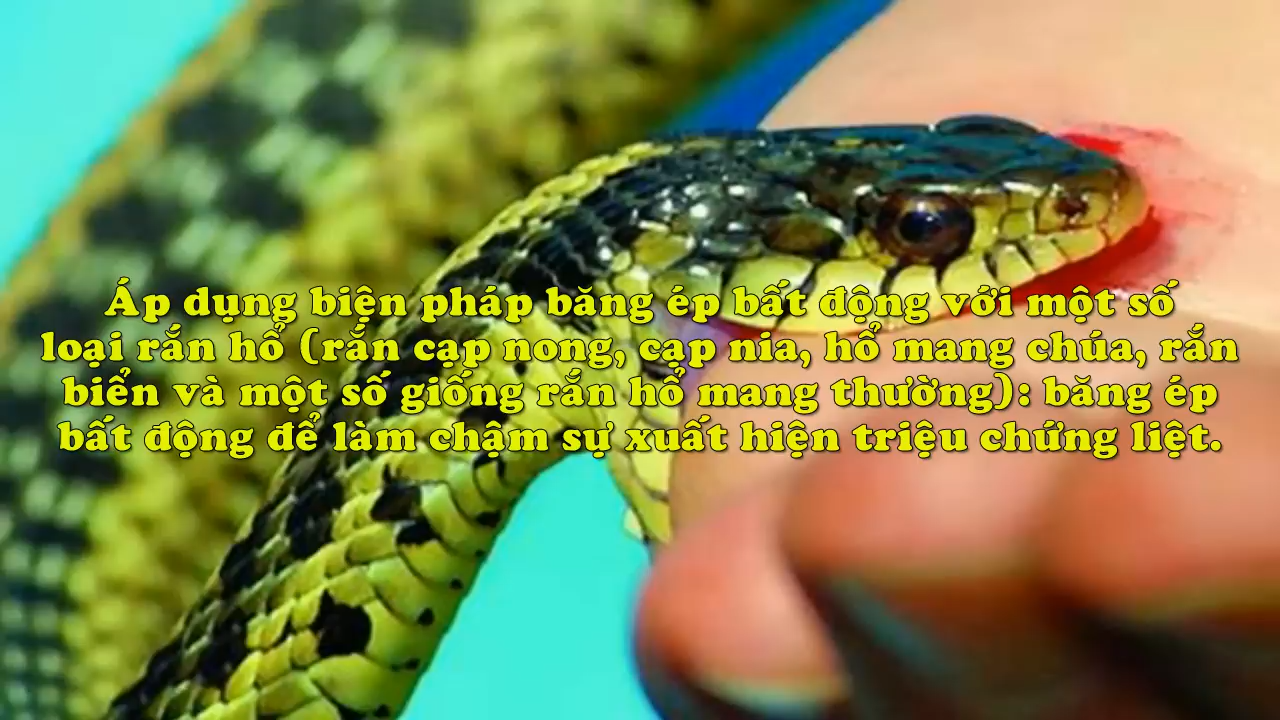 Áp dụng biện pháp băng ép bất động với một số
loại rắn hổ (rắn cạp nong, cạp nia, hổ mang chúa, rắn
biển và một số giống rắn hổ mang thường): băng ép
bất động để làm chậm sự xuất hiện triệu chứng liệt.